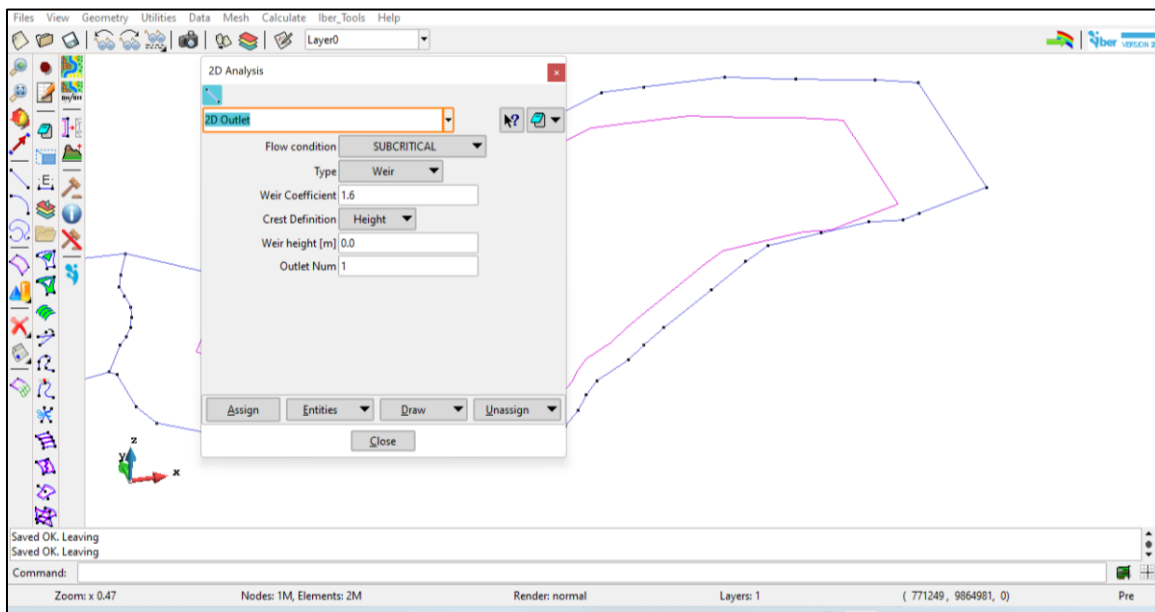 Files View Geometry Utilities Data Mesh Calculate Iber_Tools Help
Layer0
Iber VERSION 2
2D Analysis
2D Outlet
Flow condition SUBCRITICAL
Type Weir
Weir Coefficient 1.6
Crest Definition Height
Weir height [m] 0.0
Outlet Num 1
Assign Entities Draw Unassign
Close
z
y
x
Saved OK. Leaving
Saved OK. Leaving
Command:
Zoom: x 0.47 Nodes: 1M, Elements: 2M Render: normal Layers: 1 ( 771249 , 9864981, 0) Pre